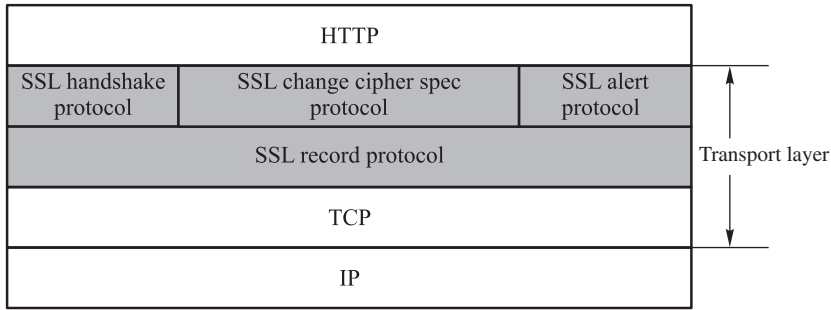 HTTP
SSL handshake
protocol
SSL change cipher spec
protocol
SSL alert
protocol
SSL record protocol
Transport layer
TCP
IP